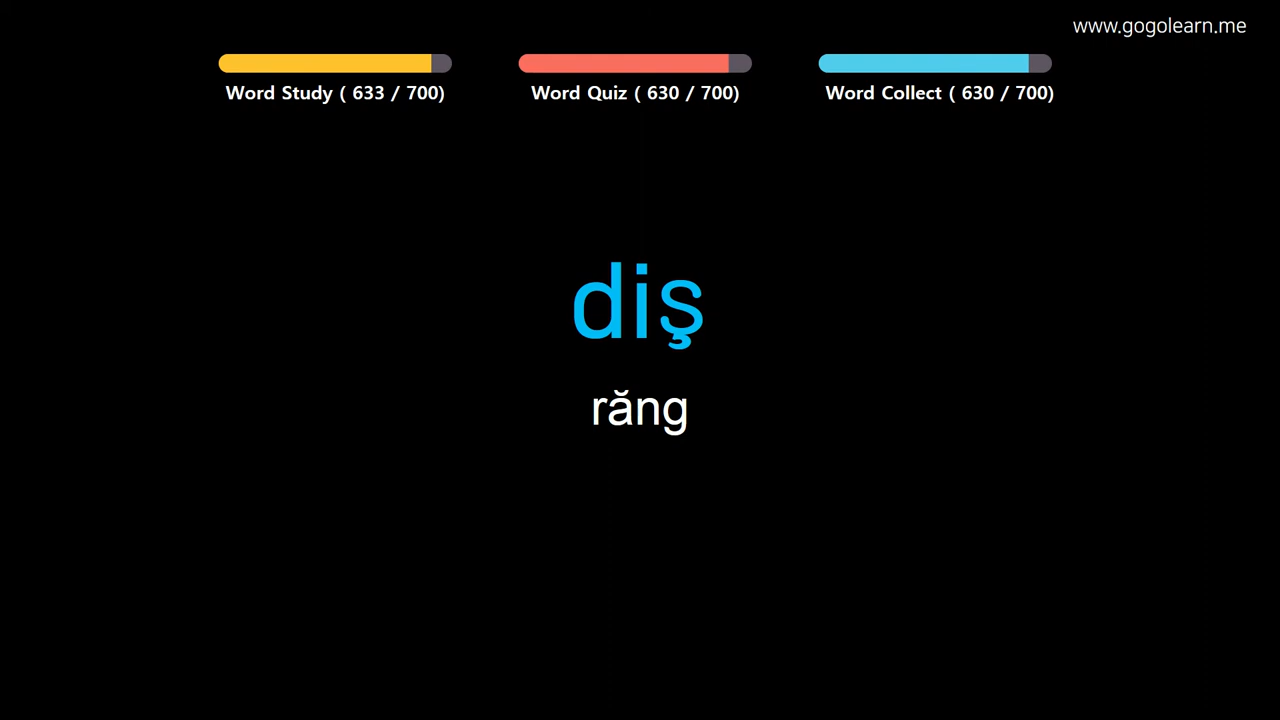 www.gogolearn.me
Word Study ( 633 / 700)
Word Quiz ( 630 / 700)
Word Collect ( 630 / 700)
diş
răng